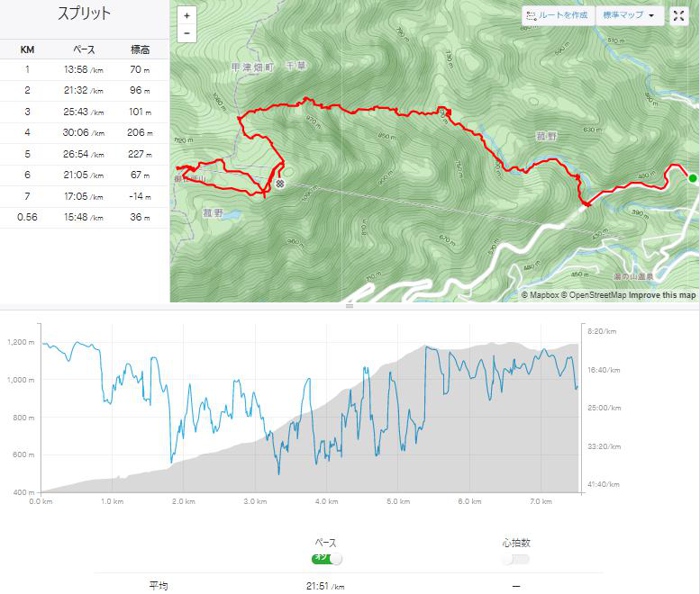 スプリット
KM ペース 標高
1 13:58 /km 70 m
2 21:32 /km 96 m
3 25:43 /km 101 m
4 30:06 /km 206 m
5 26:54 /km 227 m
6 21:05 /km 67 m
7 17:05 /km -14 m
0.56 15:48 /km 36 m
+
−
ルートを作成
標準マップ
甲津畑町
千草
菰野
菰野
湯の山温泉
© Mapbox © OpenStreetMap Improve this map
1,200 m
1,000 m
800 m
600 m
400 m
8:20/km
16:40/km
25:00/km
33:20/km
41:40/km
0.0 km 1.0 km 2.0 km 3.0 km 4.0 km 5.0 km 6.0 km 7.0 km
ペース 心拍数
オン
平均 21:51 /km –